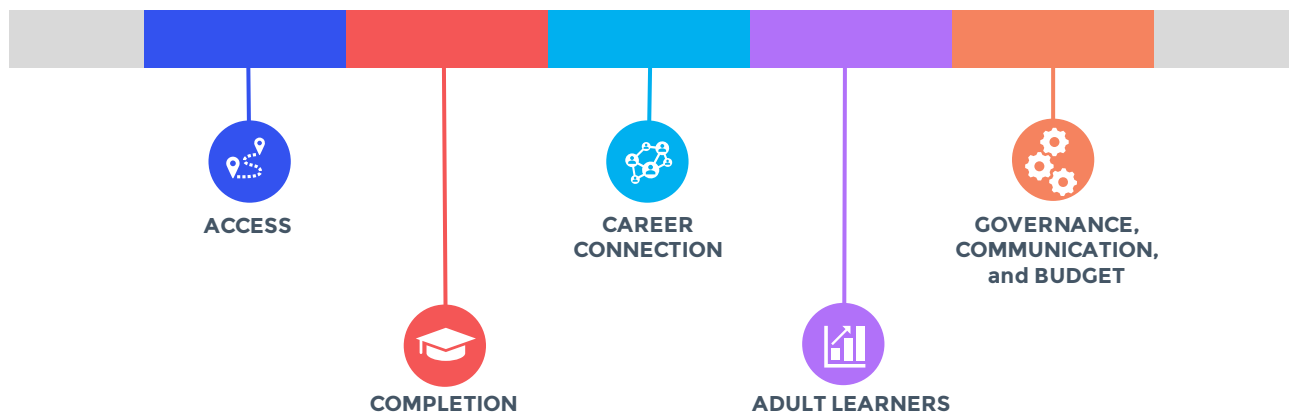 ACCESS
COMPLETION
CAREER
CONNECTION
ADULT LEARNERS
GOVERNANCE,
COMMUNICATION,
and BUDGET